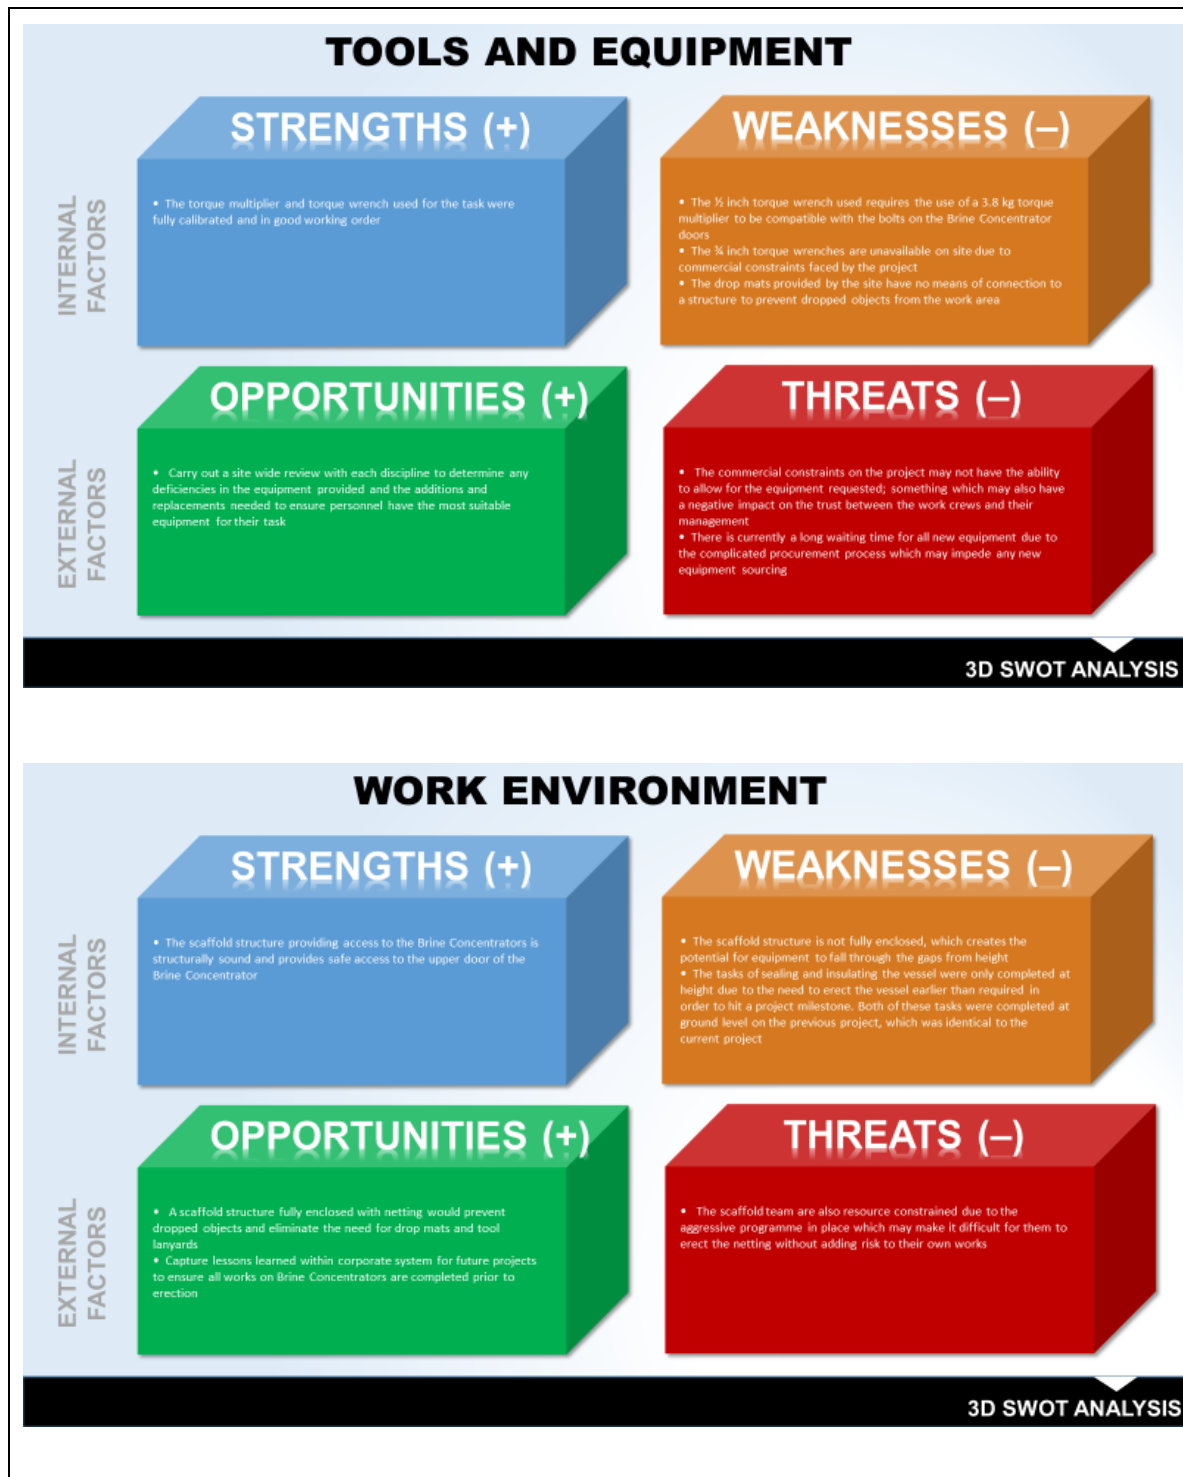 TOOLS AND EQUIPMENT
STRENGTHS (+)
WEAKNESSES (–)
INTERNAL
FACTORS
• The torque multiplier and torque wrench used for the task were
fully calibrated and in good working order
• The ½ inch torque wrench used requires the use of a 3.8 kg torque
multiplier to be compatible with the bolts on the Brine Concentrator
doors
• The ¾ inch torque wrenches are unavailable on site due to
commercial constraints faced by the project
• The drop mats provided by the site have no means of connection to
a structure to prevent dropped objects from the work area
OPPORTUNITIES (+)
THREATS (–)
EXTERNAL
FACTORS
• Carry out a site wide review with each discipline to determine any
deficiencies in the equipment provided and the additions and
replacements needed to ensure personnel have the most suitable
equipment for their task
• The commercial constraints on the project may not have the ability
to allow for the equipment requested; something which may also have
a negative impact on the trust between the work crews and their
management
• There is currently a long waiting time for all new equipment due to
the complicated procurement process which may impede any new
equipment sourcing
3D SWOT ANALYSIS
WORK ENVIRONMENT
STRENGTHS (+)
WEAKNESSES (–)
INTERNAL
FACTORS
• The scaffold structure providing access to the Brine Concentrators is
structurally sound and provides safe access to the upper door of the
Brine Concentrator
• The scaffold structure is not fully enclosed, which creates the
potential for equipment to fall through the gaps from height
• The tasks of sealing and insulating the vessel were only completed at
height due to the need to erect the vessel earlier than required in
order to hit a project milestone. Both of these tasks were completed at
ground level on the previous project, which was identical to the
current project
OPPORTUNITIES (+)
THREATS (–)
EXTERNAL
FACTORS
• A scaffold structure fully enclosed with netting would prevent
dropped objects and eliminate the need for drop mats and tool
lanyards
• Capture lessons learned within corporate system for future projects
to ensure all works on Brine Concentrators are completed prior to
erection
• The scaffold team are also resource constrained due to the
aggressive programme in place which may make it difficult for them to
erect the netting without adding risk to their own works
3D SWOT ANALYSIS